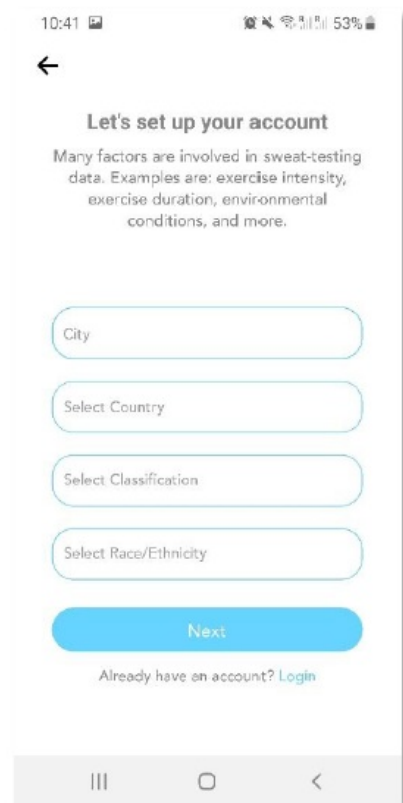 10:41 53%
Let's set up your account
Many factors are involved in sweat-testing
data. Examples are: exercise intensity,
exercise duration, environmental
conditions, and more.
City
Select Country
Select Classification
Select Race/Ethnicity
Next
Already have an account? Login